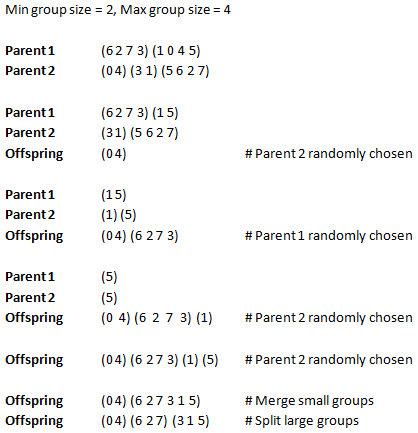 Min group size = 2, Max group size = 4
Parent 1 (6 2 7 3) (1 0 4 5)
Parent 2 (0 4) (3 1) (5 6 2 7)
Parent 1 (6 2 7 3) (1 5)
Parent 2 (3 1) (5 6 2 7)
Offspring (0 4) # Parent 2 randomly chosen
Parent 1 (1 5)
Parent 2 (1) (5)
Offspring (0 4) (6 2 7 3) # Parent 1 randomly chosen
Parent 1 (5)
Parent 2 (5)
Offspring (0 4) (6 2 7 3) (1) # Parent 2 randomly chosen
Offspring (0 4) (6 2 7 3) (1) (5) # Parent 2 randomly chosen
Offspring (0 4) (6 2 7 3 1 5) # Merge small groups
Offspring (0 4) (6 2 7) (3 1 5) # Split large groups